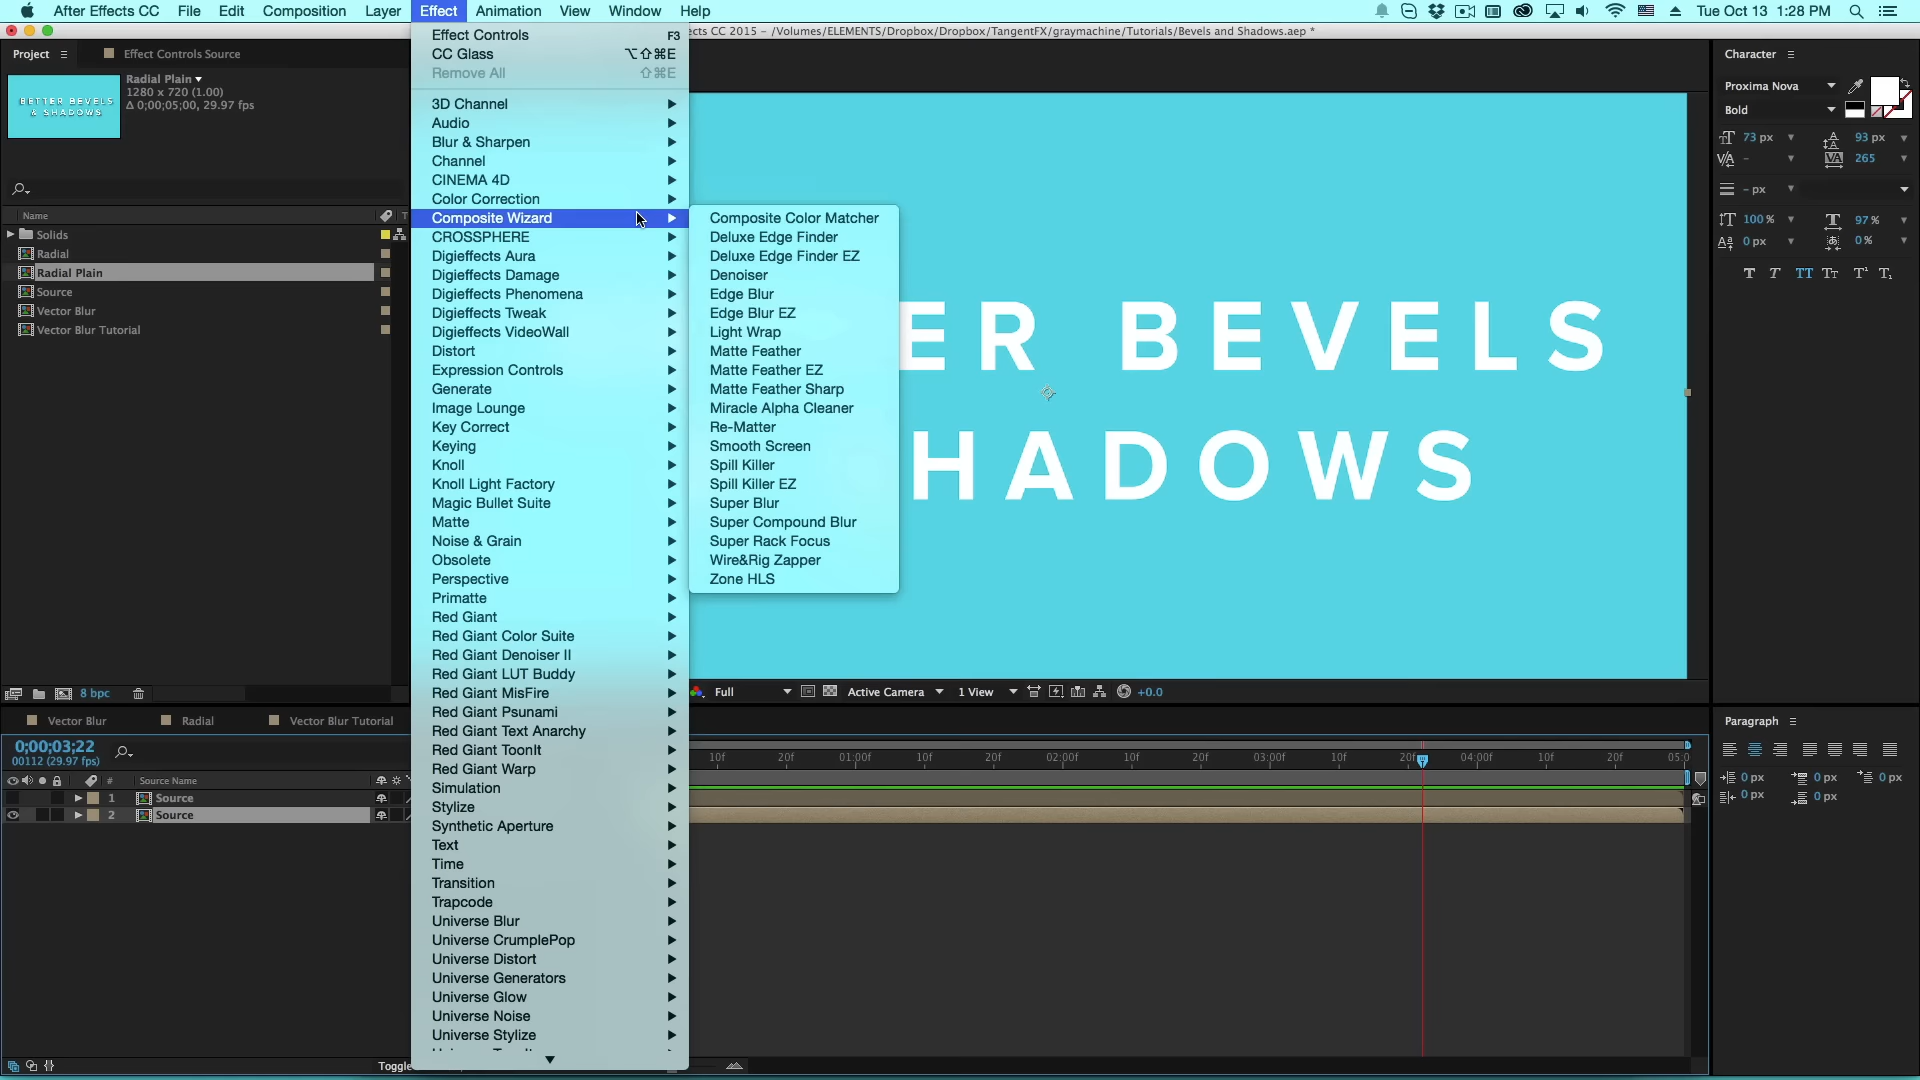 After Effects CC File Edit Composition Layer Effect Animation View Window Help Tue Oct 13 1:28 PM
ects CC 2015 – /Volumes/ELEMENTS/Dropbox/Dropbox/TangentFX/graymachine/Tutorials/Bevels and Shadows.aep *
Project
Effect Controls Source
Radial Plain
1280 x 720 (1.00)
Δ 0;00;05;00, 29.97 fps
BETTER BEVELS
& SHADOWS
Name
Solids
Radial
Radial Plain
Source
Vector Blur
Vector Blur Tutorial
8 bpc
Effect Controls F3
CC Glass ⌥⇧⌘E
Remove All ⇧⌘E
3D Channel
Audio
Blur & Sharpen
Channel
CINEMA 4D
Color Correction
Composite Wizard
CROSSPHERE
Digieffects Aura
Digieffects Damage
Digieffects Phenomena
Digieffects Tweak
Digieffects VideoWall
Distort
Expression Controls
Generate
Image Lounge
Key Correct
Keying
Knoll
Knoll Light Factory
Magic Bullet Suite
Matte
Noise & Grain
Obsolete
Perspective
Primatte
Red Giant
Red Giant Color Suite
Red Giant Denoiser II
Red Giant LUT Buddy
Red Giant MisFire
Red Giant Psunami
Red Giant Text Anarchy
Red Giant ToonIt
Red Giant Warp
Simulation
Stylize
Synthetic Aperture
Text
Time
Transition
Trapcode
Universe Blur
Universe CrumplePop
Universe Distort
Universe Generators
Universe Glow
Universe Noise
Universe Stylize
Composite Color Matcher
Deluxe Edge Finder
Deluxe Edge Finder EZ
Denoiser
Edge Blur
Edge Blur EZ
Light Wrap
Matte Feather
Matte Feather EZ
Matte Feather Sharp
Miracle Alpha Cleaner
Re-Matter
Smooth Screen
Spill Killer
Spill Killer EZ
Super Blur
Super Compound Blur
Super Rack Focus
Wire&Rig Zapper
Zone HLS
ER BEVELS
HADOWS
Full Active Camera 1 View +0.0
Character
Proxima Nova
Bold
73 px 93 px
– 265
– px
100 % 97 %
0 px 0 %
T T TT Tт T¹ T₁
Paragraph
0 px 0 px 0 px
0 px 0 px
Vector Blur Radial Vector Blur Tutorial
0;00;03;22
00112 (29.97 fps)
# Source Name
1 Source
2 Source
10f 20f 01:00f 10f 20f 02:00f 10f 20f 03:00f 10f 20f 04:00f 10f 20f 05:0
Toggle